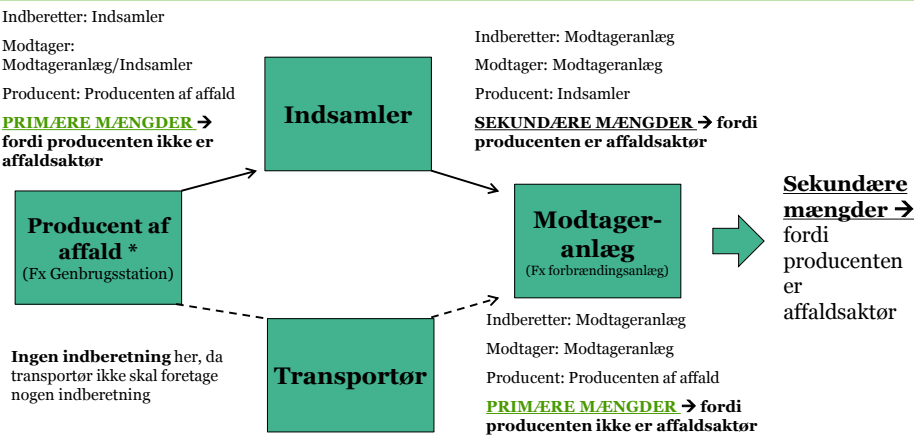 Indberetter: Indsamler
Modtager:
Modtageranlæg/Indsamler
Producent: Producenten af affald
PRIMÆRE MÆNGDER →
fordi producenten ikke er
affaldsaktør
Indsamler
Indberetter: Modtageranlæg
Modtager: Modtageranlæg
Producent: Indsamler
SEKUNDÆRE MÆNGDER → fordi
producenten er affaldsaktør
Producent af
affald *
(Fx Genbrugsstation)
Modtager-
anlæg
(Fx forbrændingsanlæg)
Sekundære
mængder →
fordi
producenten
er
affaldsaktør
Ingen indberetning her, da
transportør ikke skal foretage
nogen indberetning
Transportør
Indberetter: Modtageranlæg
Modtager: Modtageranlæg
Producent: Producenten af affald
PRIMÆRE MÆNGDER → fordi
producenten ikke er affaldsaktør